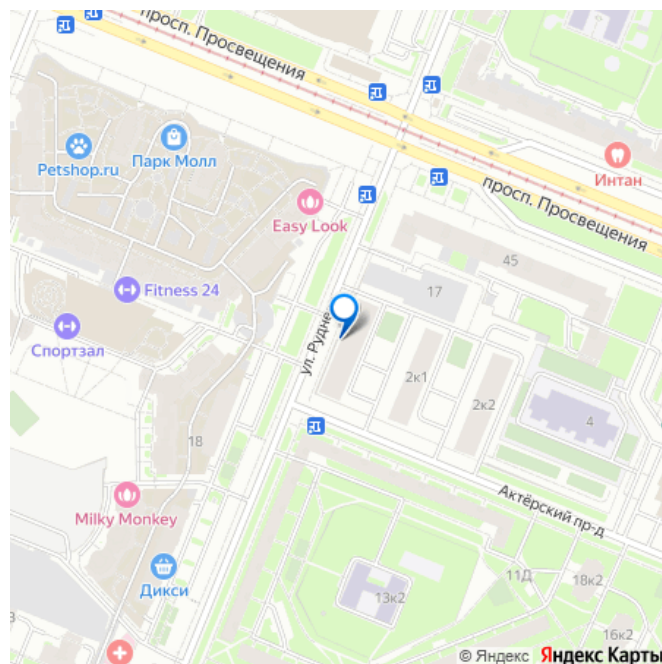 просп. Просвещения
Парк Молл
Petshop.ru
Интан
просп. Просвещения
Easy Look
45
Fitness 24
17
ул. Рудне
Спортзал
2к1
2к2
4
18
Актёрский пр-д
Milky Monkey
11Д
18к2
Дикси
13к2
16к2
© Яндекс Яндекс Карты